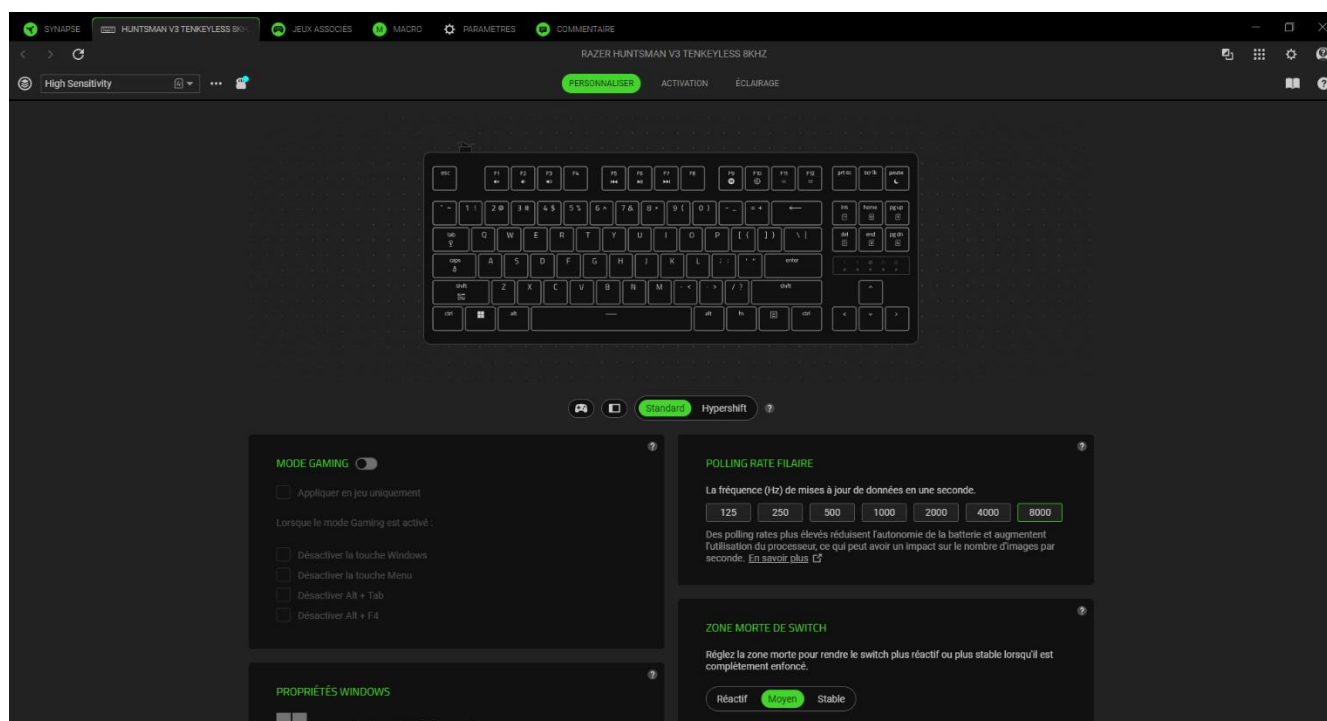 SYNAPSE HUNTSMAN V3 TENKEYLESS 8KH JEUX ASSOCIÉS MACRO PARAMÈTRES COMMENTAIRE
RAZER HUNTSMAN V3 TENKEYLESS 8KHZ
High Sensitivity PERSONNALISER ACTIVATION ÉCLAIRAGE
esc F1 F2 F3 F4 F5 F6 F7 F8 F9 F10 F11 F12 prt sc scr lk pause
` ~ 1 ! 2 @ 3 # 4 $ 5 % 6 ^ 7 & 8 * 9 ( 0 ) - _ = + ins home pg up
tab Q W E R T Y U I O P [ { ] } \ | del end pg dn
caps A S D F G H J K L ; : ' " enter
shift Z X C V B N M , < . > / ? shift
ctrl alt alt fn ctrl
Standard Hypershift
MODE GAMING
Appliquer en jeu uniquement
Lorsque le mode Gaming est activé :
Désactiver la touche Windows
Désactiver la touche Menu
Désactiver Alt + Tab
Désactiver Alt + F4
PROPRIÉTÉS WINDOWS
POLLING RATE FILAIRE
La fréquence (Hz) de mises à jour de données en une seconde.
125 250 500 1000 2000 4000 8000
Des polling rates plus élevés réduisent l'autonomie de la batterie et augmentent
l'utilisation du processeur, ce qui peut avoir un impact sur le nombre d'images par
seconde. En savoir plus
ZONE MORTE DE SWITCH
Réglez la zone morte pour rendre le switch plus réactif ou plus stable lorsqu'il est
complètement enfoncé.
Réactif Moyen Stable